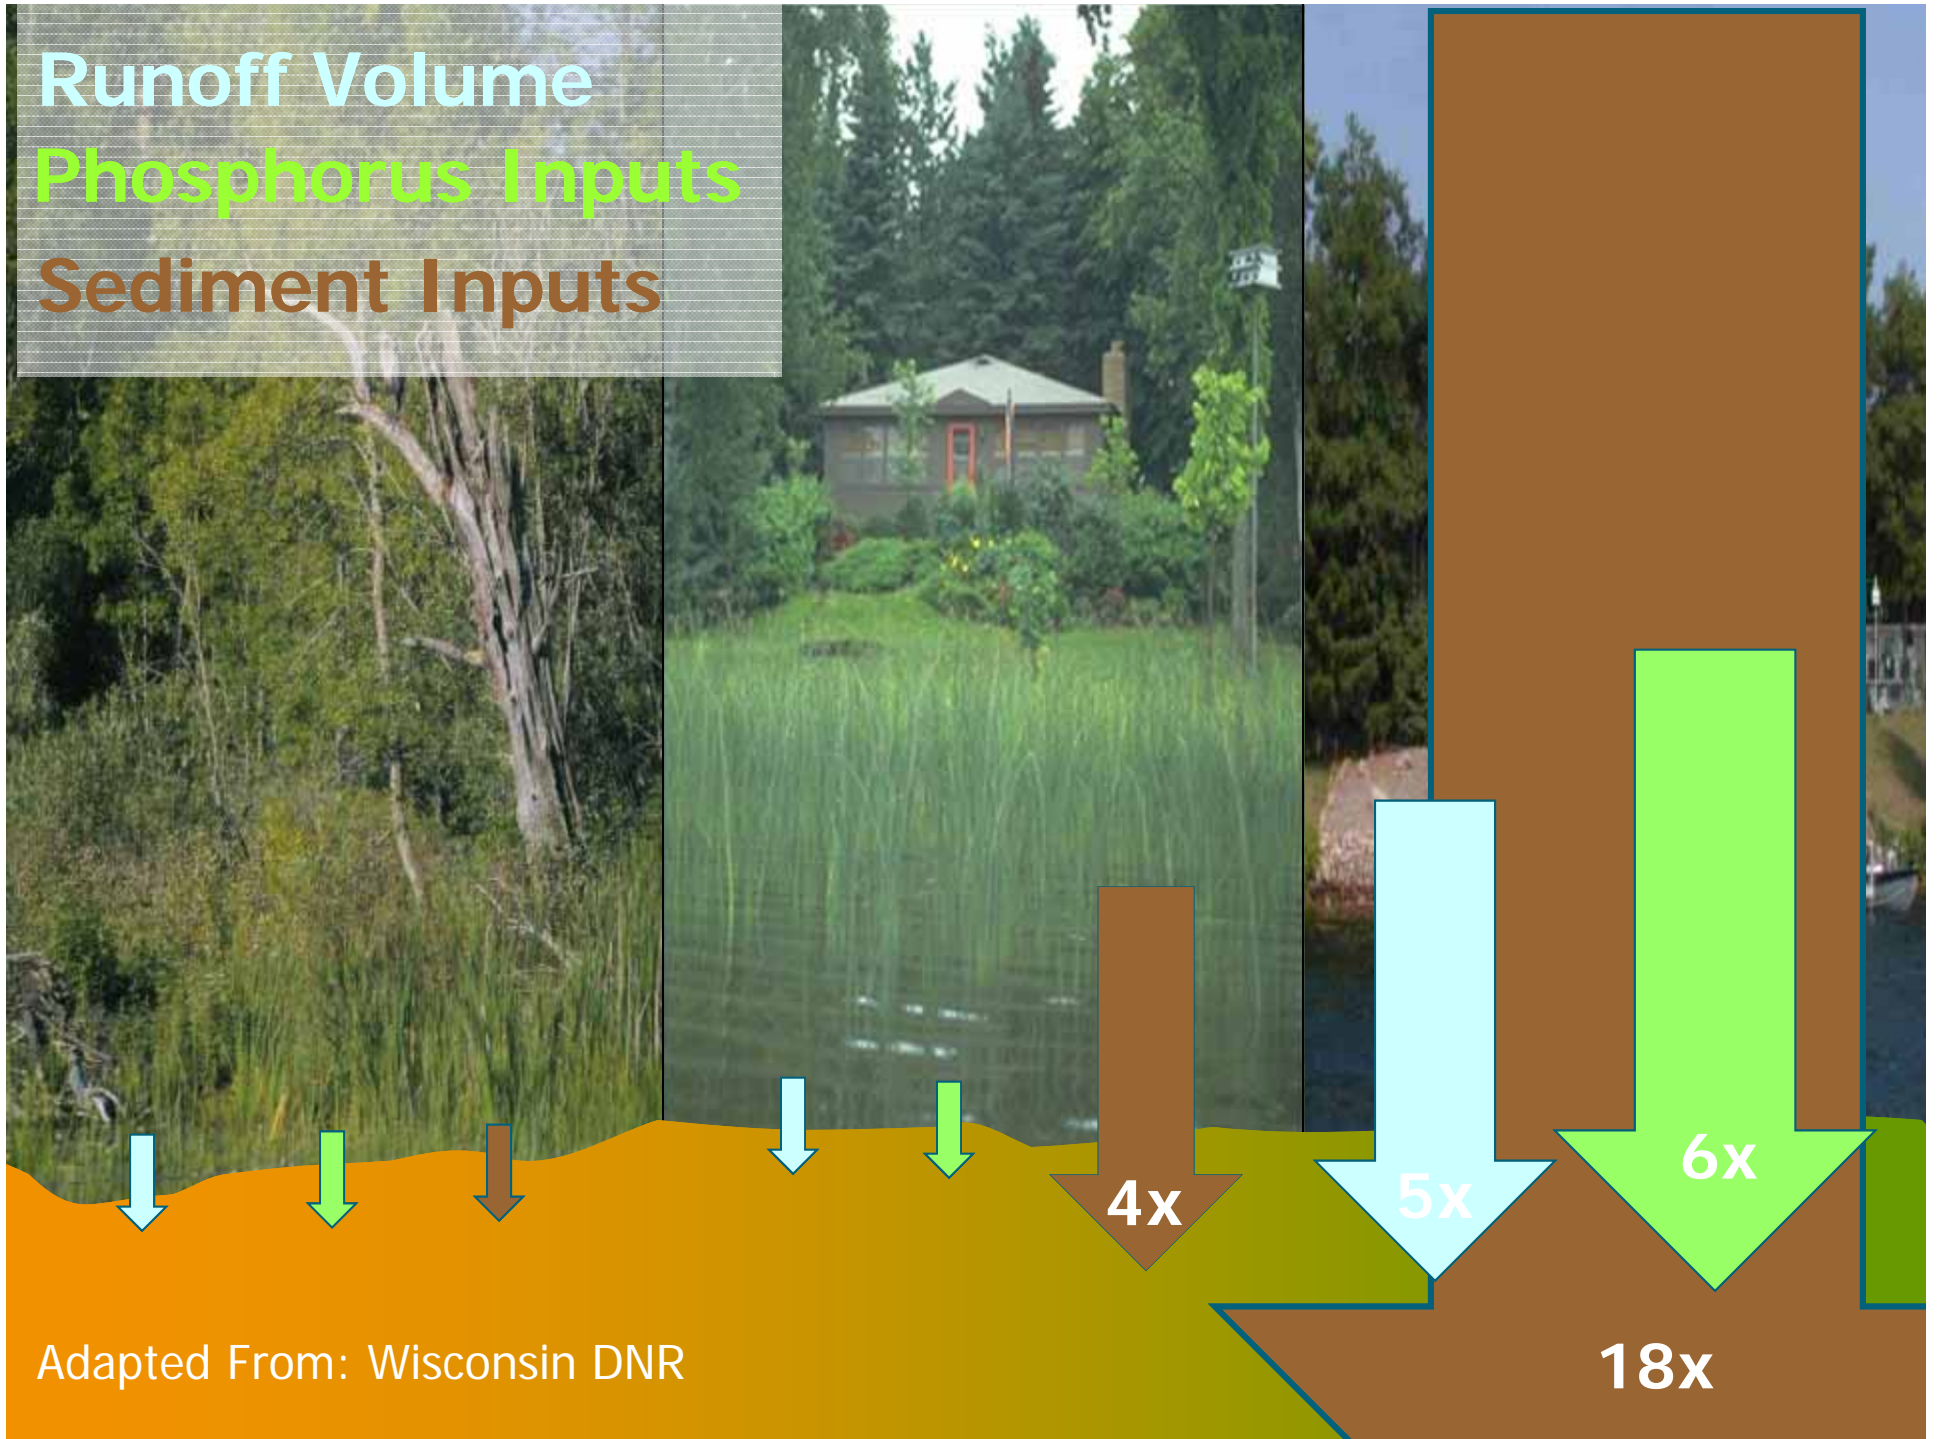 Runoff Volume
Phosphorus Inputs
Sediment Inputs
4x
5x
6x
18x
Adapted From: Wisconsin DNR